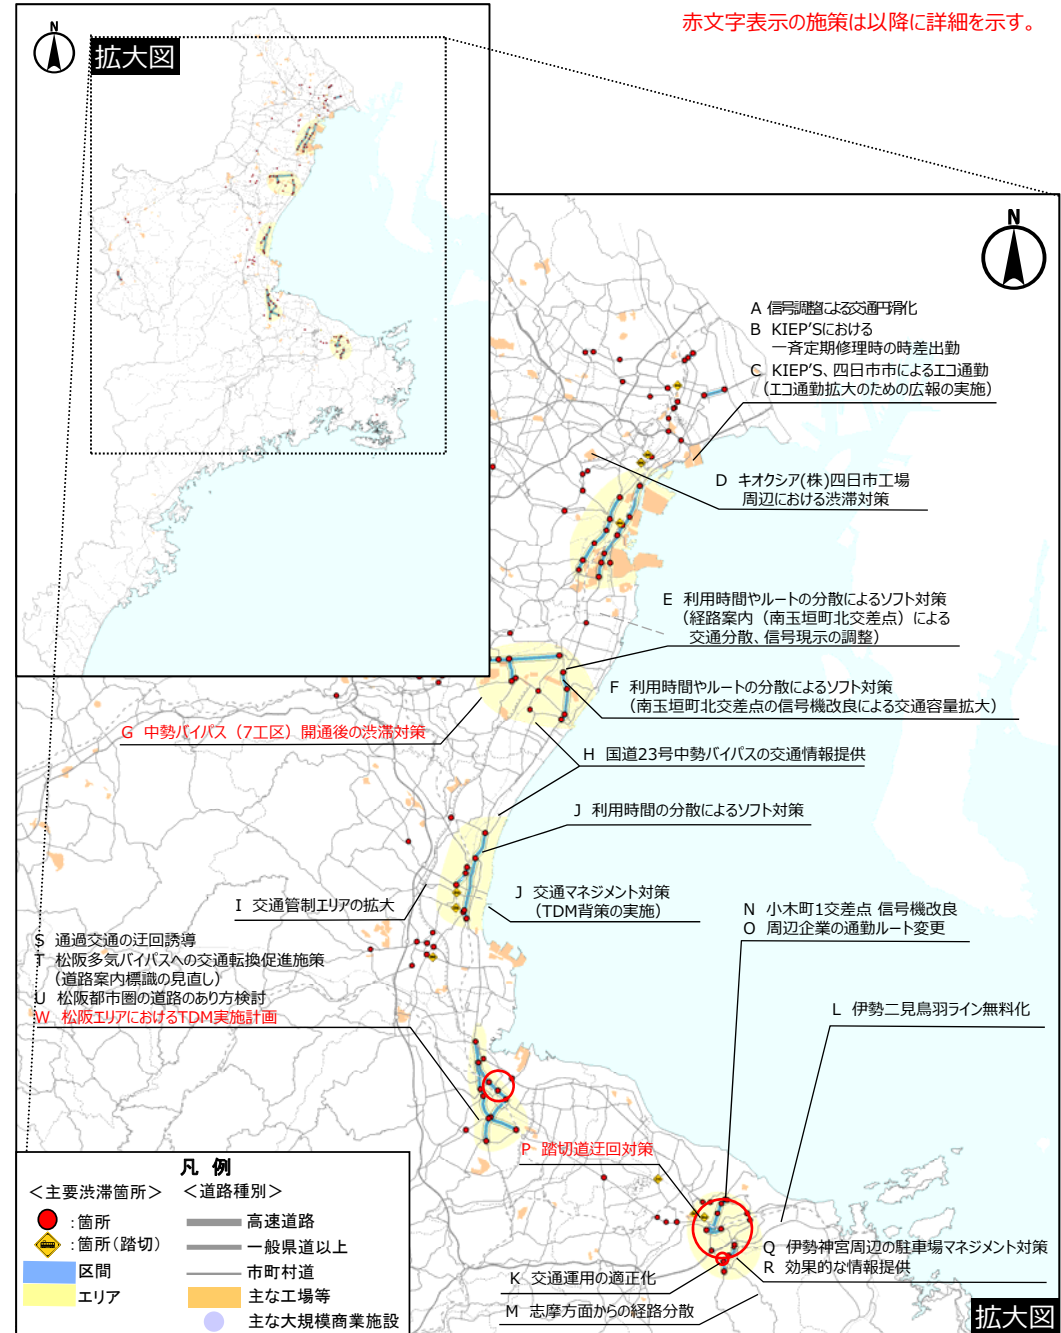 赤文字表示の施策は以降に詳細を示す。
N
拡大図
N
A 信号調整による交通円滑化
B KIEP'Sにおける
一斉定期修理時の時差出勤
C KIEP'S、四日市市によるエコ通勤
（エコ通勤拡大のための広報の実施）
D キオクシア(株)四日市工場
周辺における渋滞対策
E 利用時間やルートの分散によるソフト対策
（経路案内（南玉垣町北交差点）による
交通分散、信号現示の調整）
F 利用時間やルートの分散によるソフト対策
（南玉垣町北交差点の信号機改良による交通容量拡大）
G 中勢バイパス（7工区）開通後の渋滞対策
H 国道23号中勢バイパスの交通情報提供
J 利用時間の分散によるソフト対策
I 交通管制エリアの拡大
J 交通マネジメント対策
（TDM背策の実施）
N 小木町1交差点 信号機改良
O 周辺企業の通勤ルート変更
S 通過交通の迂回誘導
T 松阪多気バイパスへの交通転換促進施策
（道路案内標識の見直し）
U 松阪都市圏の道路のあり方検討
W 松阪エリアにおけるTDM実施計画
L 伊勢二見鳥羽ライン無料化
P 踏切道迂回対策
Q 伊勢神宮周辺の駐車場マネジメント対策
R 効果的な情報提供
K 交通運用の適正化
M 志摩方面からの経路分散
凡 例
＜主要渋滞箇所＞ ＜道路種別＞
：箇所 高速道路
：箇所（踏切） 一般県道以上
区間 市町村道
エリア 主な工場等
主な大規模商業施設
拡大図